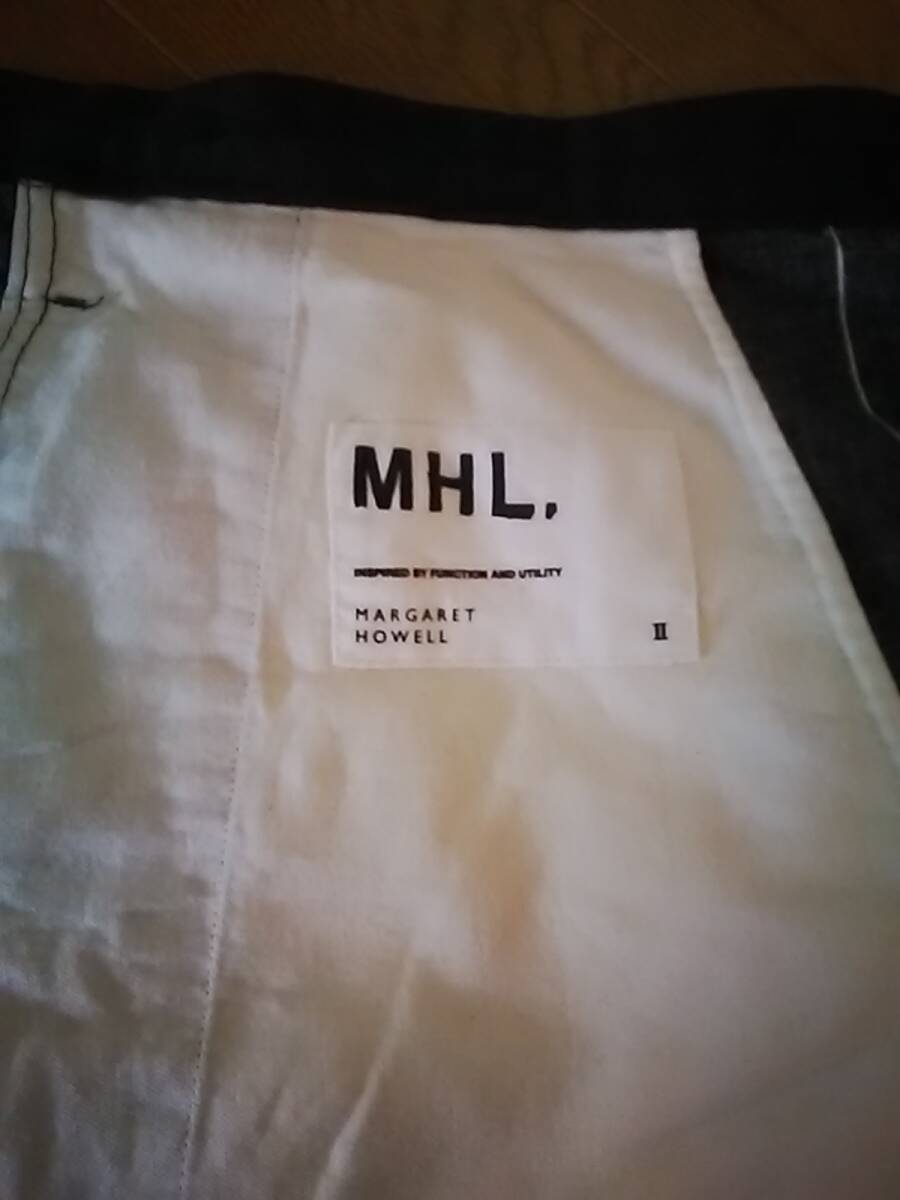 MHL.
INSPIRED BY FUNCTION AND UTILITY
MARGARET
HOWELL
II